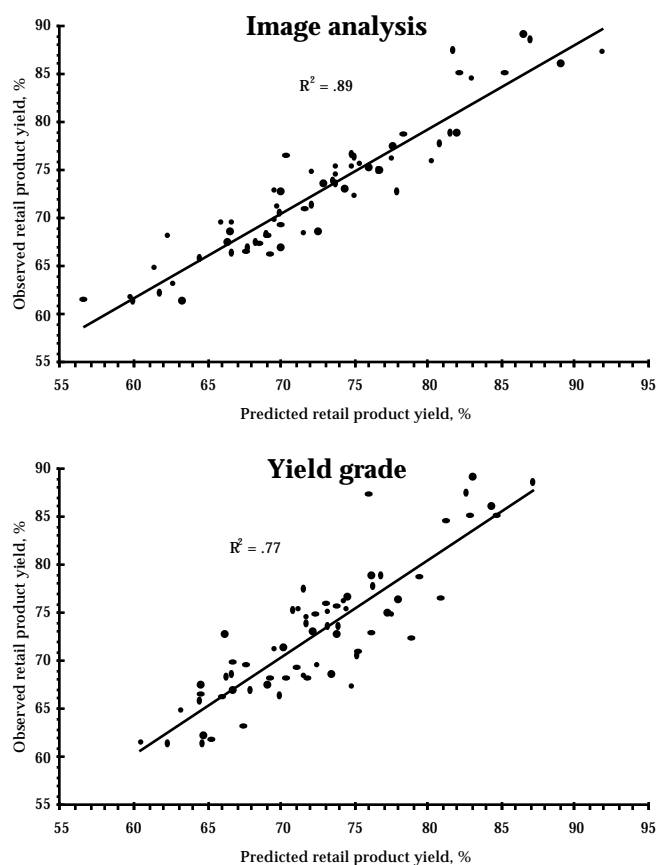 Image analysis
R² = .89
Observed retail product yield, %
90
85
80
75
70
65
60
55
55 60 65 70 75 80 85 90 95
Predicted retail product yield, %
Yield grade
R² = .77
Observed retail product yield, %
90
85
80
75
70
65
60
55
55 60 65 70 75 80 85 90 95
Predicted retail product yield, %